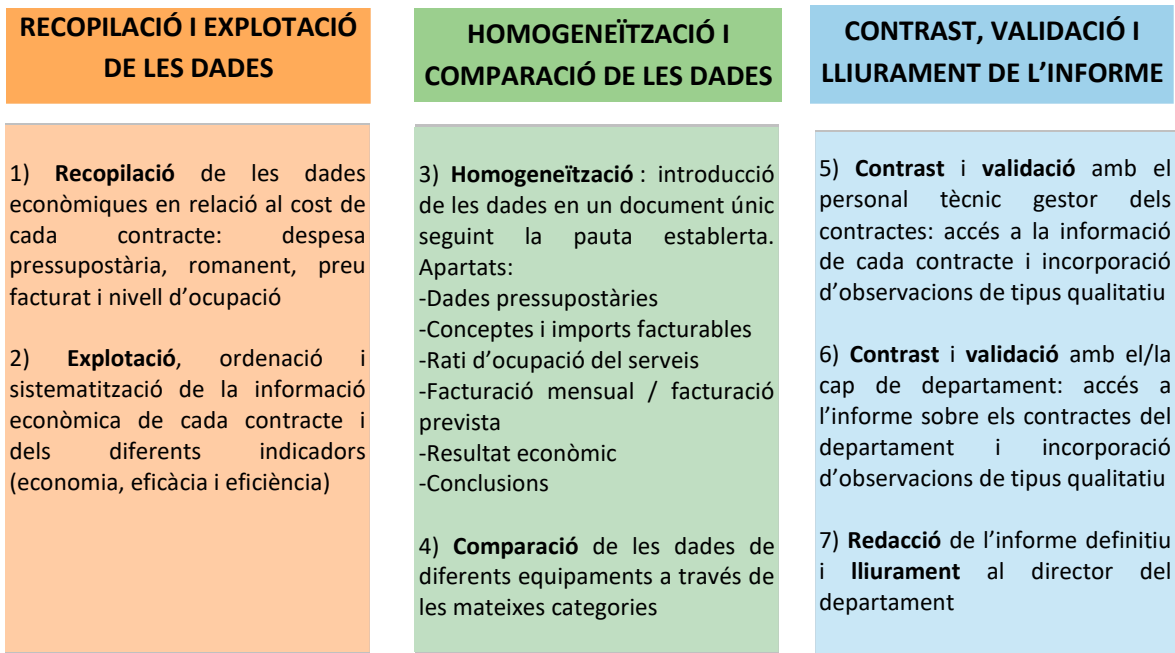 RECOPILACIÓ I EXPLOTACIÓ
DE LES DADES
1) Recopilació de les dades
econòmiques en relació al cost de
cada contracte: despesa
pressupostària, romanent, preu
facturat i nivell d’ocupació
2) Explotació, ordenació i
sistematització de la informació
econòmica de cada contracte i
dels diferents indicadors
(economia, eficàcia i eficiència)
HOMOGENEÏTZACIÓ I
COMPARACIÓ DE LES DADES
3) Homogeneïtzació : introducció
de les dades en un document únic
seguint la pauta establerta.
Apartats:
-Dades pressupostàries
-Conceptes i imports facturables
-Rati d’ocupació del serveis
-Facturació mensual / facturació
prevista
-Resultat econòmic
-Conclusions
4) Comparació de les dades de
diferents equipaments a través de
les mateixes categories
CONTRAST, VALIDACIÓ I
LLIURAMENT DE L’INFORME
5) Contrast i validació amb el
personal tècnic gestor dels
contractes: accés a la informació
de cada contracte i incorporació
d’observacions de tipus qualitatiu
6) Contrast i validació amb el/la
cap de departament: accés a
l’informe sobre els contractes del
departament i incorporació
d’observacions de tipus qualitatiu
7) Redacció de l’informe definitiu
i lliurament al director del
departament